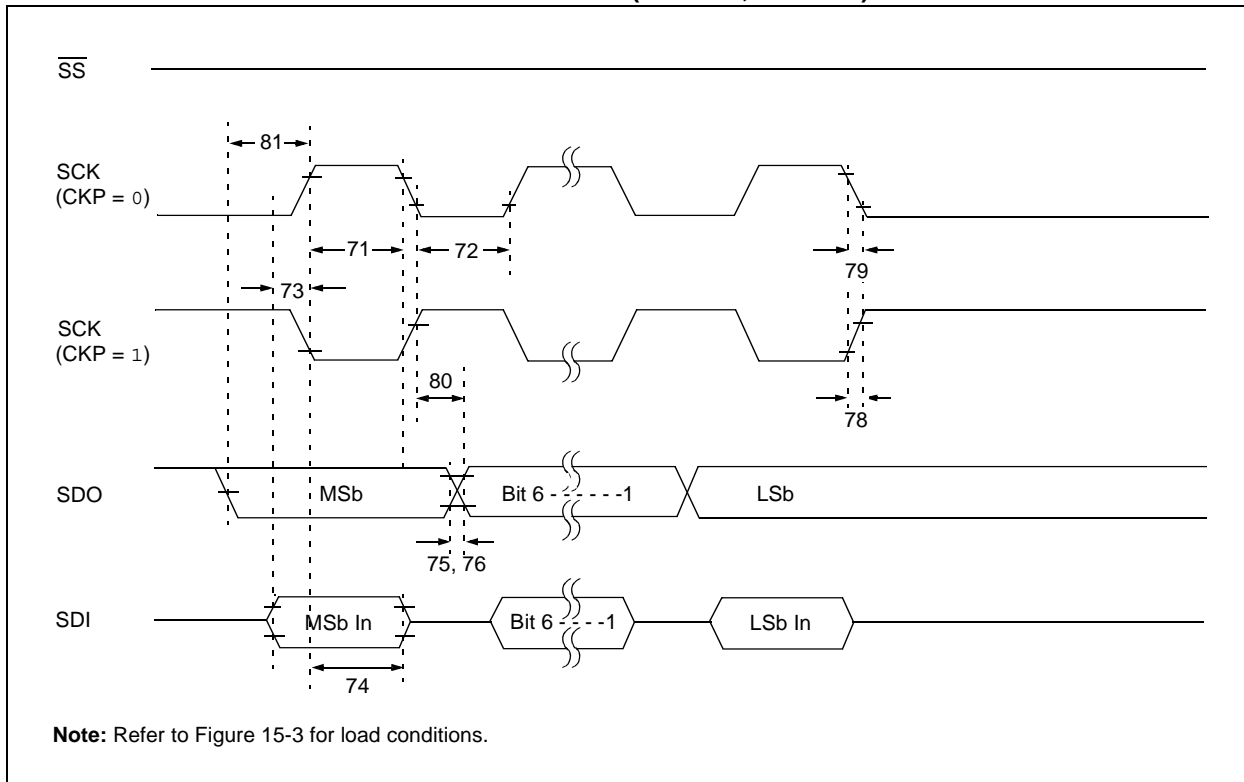 SS
81
SCK
(CKP = 0)
71
72
79
73
SCK
(CKP = 1)
80
78
SDO
MSb
Bit 6 - - - - - - -1
LSb
75, 76
SDI
MSb In
Bit 6 - - - - -1
LSb In
74
Note: Refer to Figure 15-3 for load conditions.